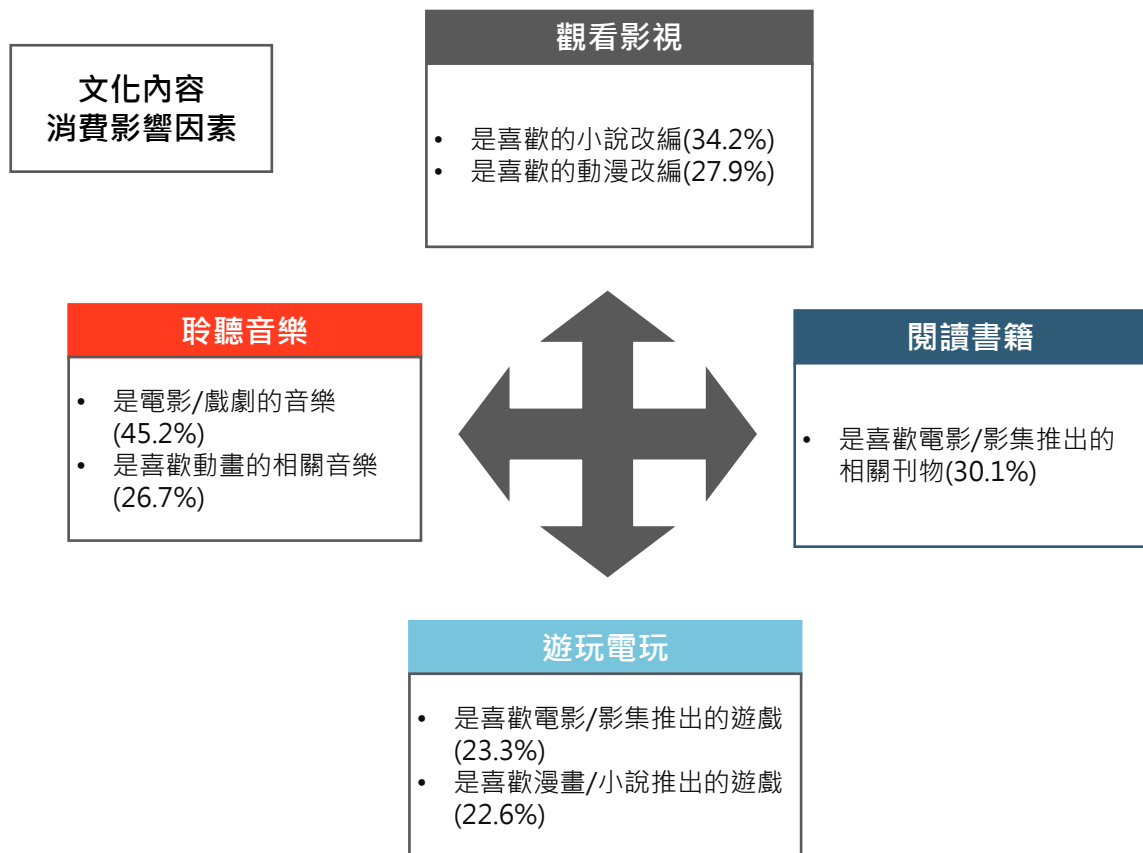 文化內容
消費影響因素
觀看影視
• 是喜歡的小說改編(34.2%)
• 是喜歡的動漫改編(27.9%)
聆聽音樂
• 是電影/戲劇的音樂
(45.2%)
• 是喜歡動畫的相關音樂
(26.7%)
閱讀書籍
• 是喜歡電影/影集推出的
相關刊物(30.1%)
遊玩電玩
• 是喜歡電影/影集推出的遊戲
(23.3%)
• 是喜歡漫畫/小說推出的遊戲
(22.6%)